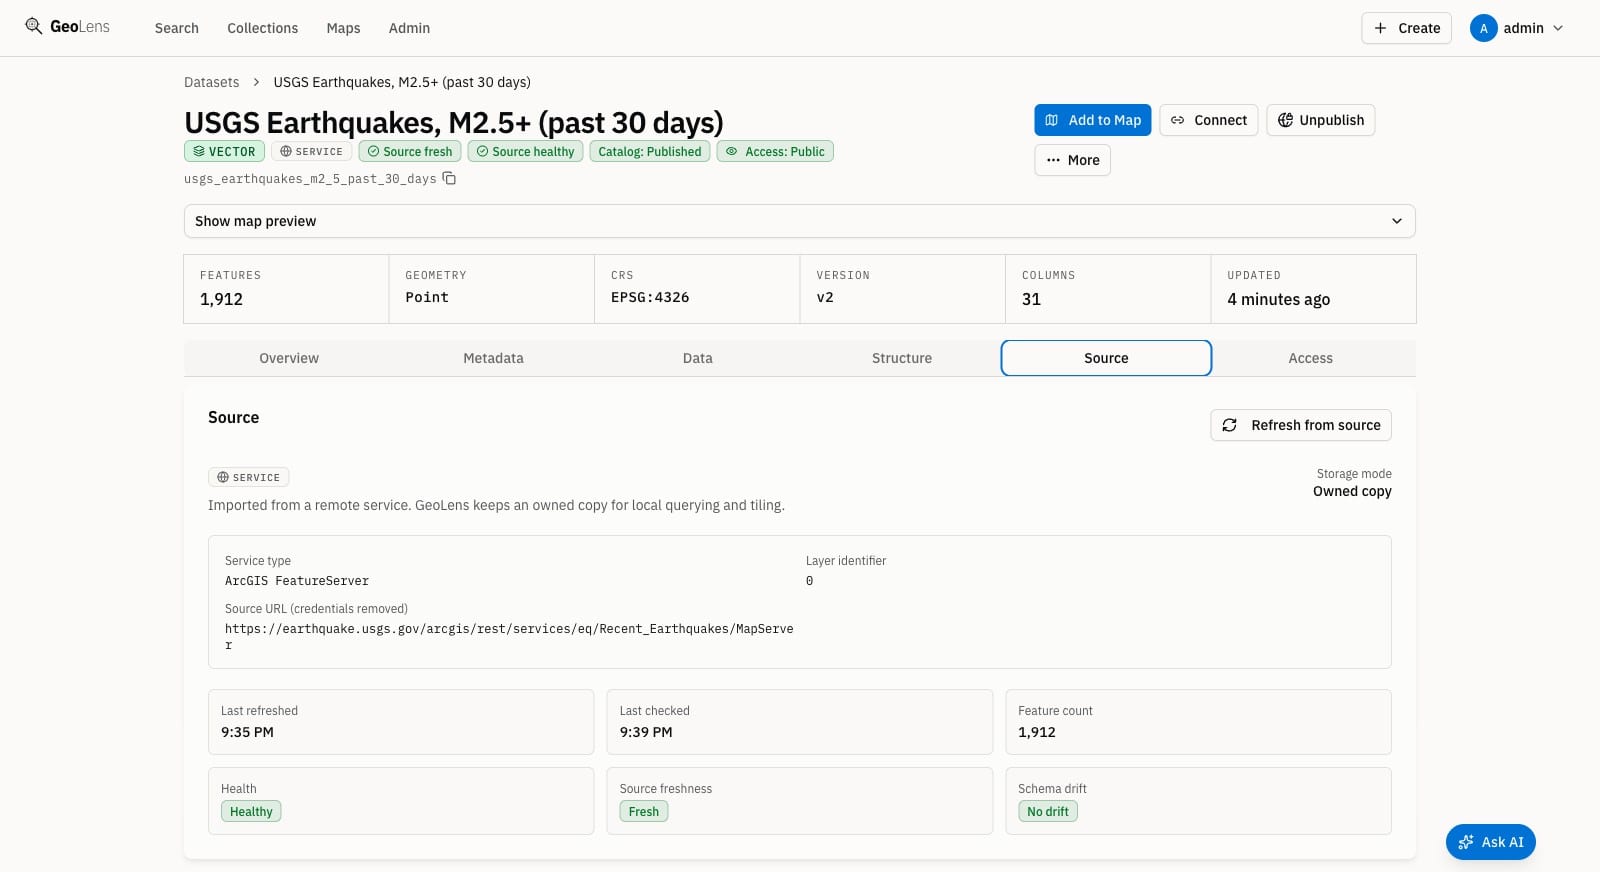 GeoLens
Search Collections Maps Admin
Create
A admin
Datasets > USGS Earthquakes, M2.5+ (past 30 days)
USGS Earthquakes, M2.5+ (past 30 days)
Add to Map Connect Unpublish
VECTOR SERVICE Source fresh Source healthy Catalog: Published Access: Public
More
usgs_earthquakes_m2_5_past_30_days
Show map preview
FEATURES GEOMETRY CRS VERSION COLUMNS UPDATED
1,912 Point EPSG:4326 v2 31 4 minutes ago
Overview Metadata Data Structure Source Access
Source
Refresh from source
SERVICE
Storage mode
Owned copy
Imported from a remote service. GeoLens keeps an owned copy for local querying and tiling.
Service type Layer identifier
ArcGIS FeatureServer 0
Source URL (credentials removed)
https://earthquake.usgs.gov/arcgis/rest/services/eq/Recent_Earthquakes/MapServe
r
Last refreshed Last checked Feature count
9:35 PM 9:39 PM 1,912
Health Source freshness Schema drift
Healthy Fresh No drift
Ask AI